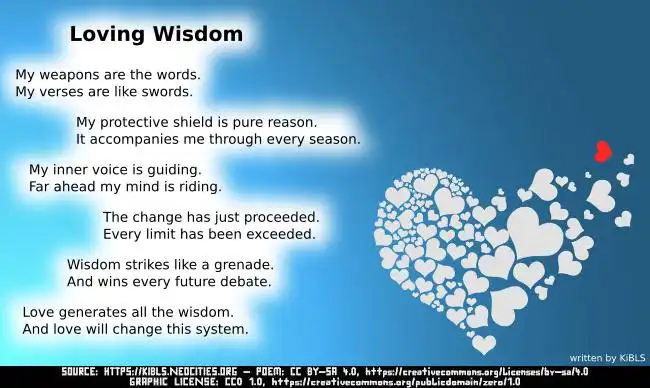 Loving Wisdom
My weapons are the words.
My verses are like swords.
My protective shield is pure reason.
It accompanies me through every season.
My inner voice is guiding.
Far ahead my mind is riding.
The change has just proceeded.
Every limit has been exceeded.
Wisdom strikes like a grenade.
And wins every future debate.
Love generates all the wisdom.
And love will change this system.
written by KiBLS
SOURCE: HTTPS://KIBLS.NEOCITIES.ORG – POEM: CC BY-SA 4.0, https://creativecommons.org/licenses/by-sa/4.0
GRAPHIC LICENSE: CC0 1.0, https://creativecommons.org/publicdomain/zero/1.0